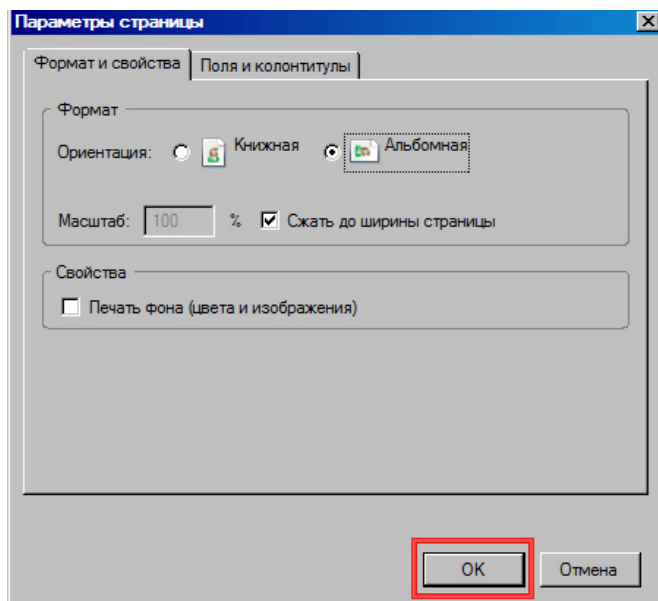 Параметры страницы
Формат и свойства Поля и колонтитулы
Формат
Ориентация: Книжная Альбомная
Масштаб: 100 % Сжать до ширины страницы
Свойства
Печать фона (цвета и изображения)
OK Отмена